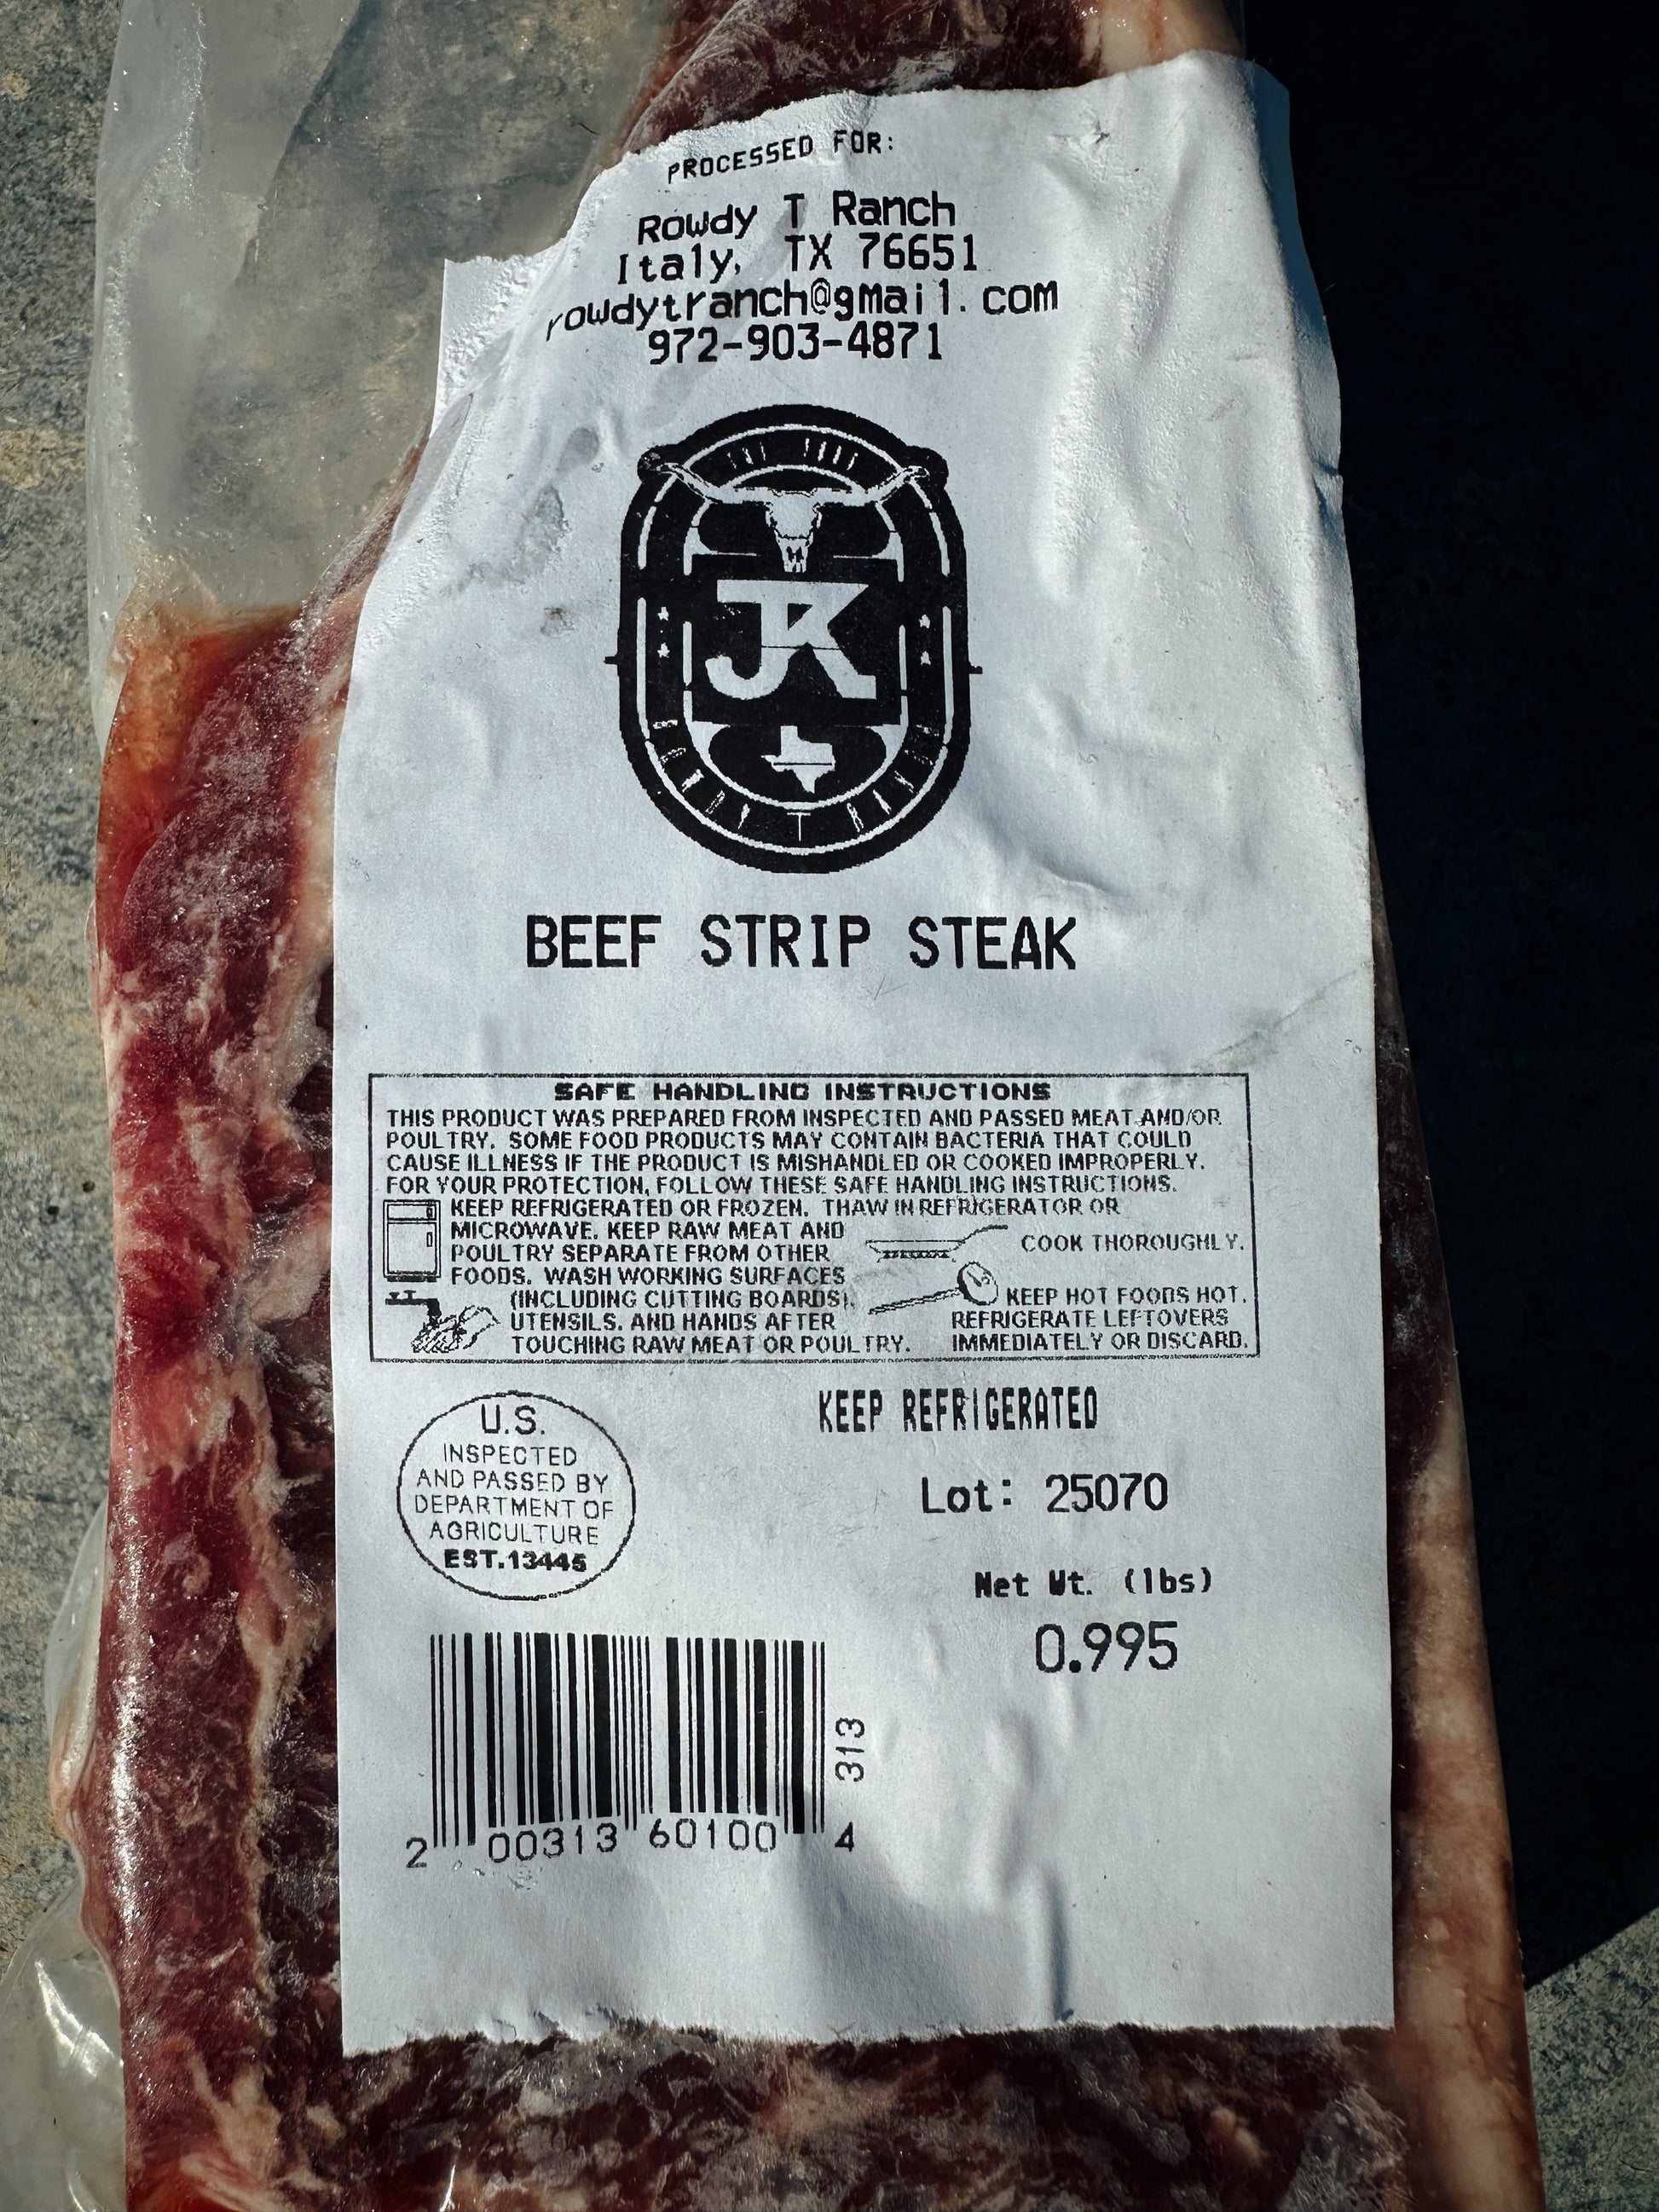 PROCESSED FOR:
Rowdy T Ranch
Italy, TX 76651
rowdytranch@gmail.com
972-903-4871
JK
T
BEEF STRIP STEAK
SAFE HANDLING INSTRUCTIONS
THIS PRODUCT WAS PREPARED FROM INSPECTED AND PASSED MEAT AND/OR
POULTRY. SOME FOOD PRODUCTS MAY CONTAIN BACTERIA THAT COULD
CAUSE ILLNESS IF THE PRODUCT IS MISHANDLED OR COOKED IMPROPERLY.
FOR YOUR PROTECTION, FOLLOW THESE SAFE HANDLING INSTRUCTIONS.
KEEP REFRIGERATED OR FROZEN. THAW IN REFRIGERATOR OR
MICROWAVE. KEEP RAW MEAT AND
POULTRY SEPARATE FROM OTHER
FOODS. WASH WORKING SURFACES
(INCLUDING CUTTING BOARDS),
UTENSILS, AND HANDS AFTER
TOUCHING RAW MEAT OR POULTRY.
COOK THOROUGHLY.
KEEP HOT FOODS HOT.
REFRIGERATE LEFTOVERS
IMMEDIATELY OR DISCARD.
U.S.
INSPECTED
AND PASSED BY
DEPARTMENT OF
AGRICULTURE
EST.13445
KEEP REFRIGERATED
Lot: 25070
Net Wt. (lbs)
0.995
313
2 00313 60100 4